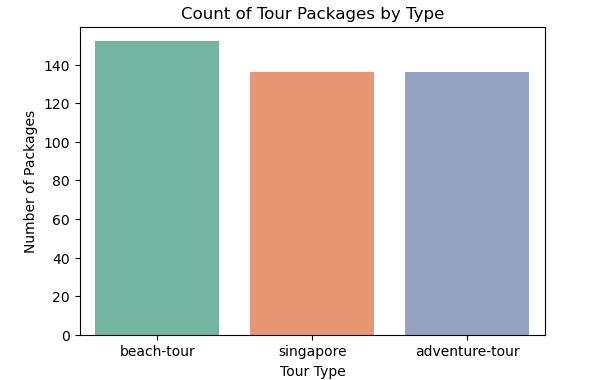 Count of Tour Packages by Type
Number of Packages
140
120
100
80
60
40
20
0
beach-tour singapore adventure-tour
Tour Type